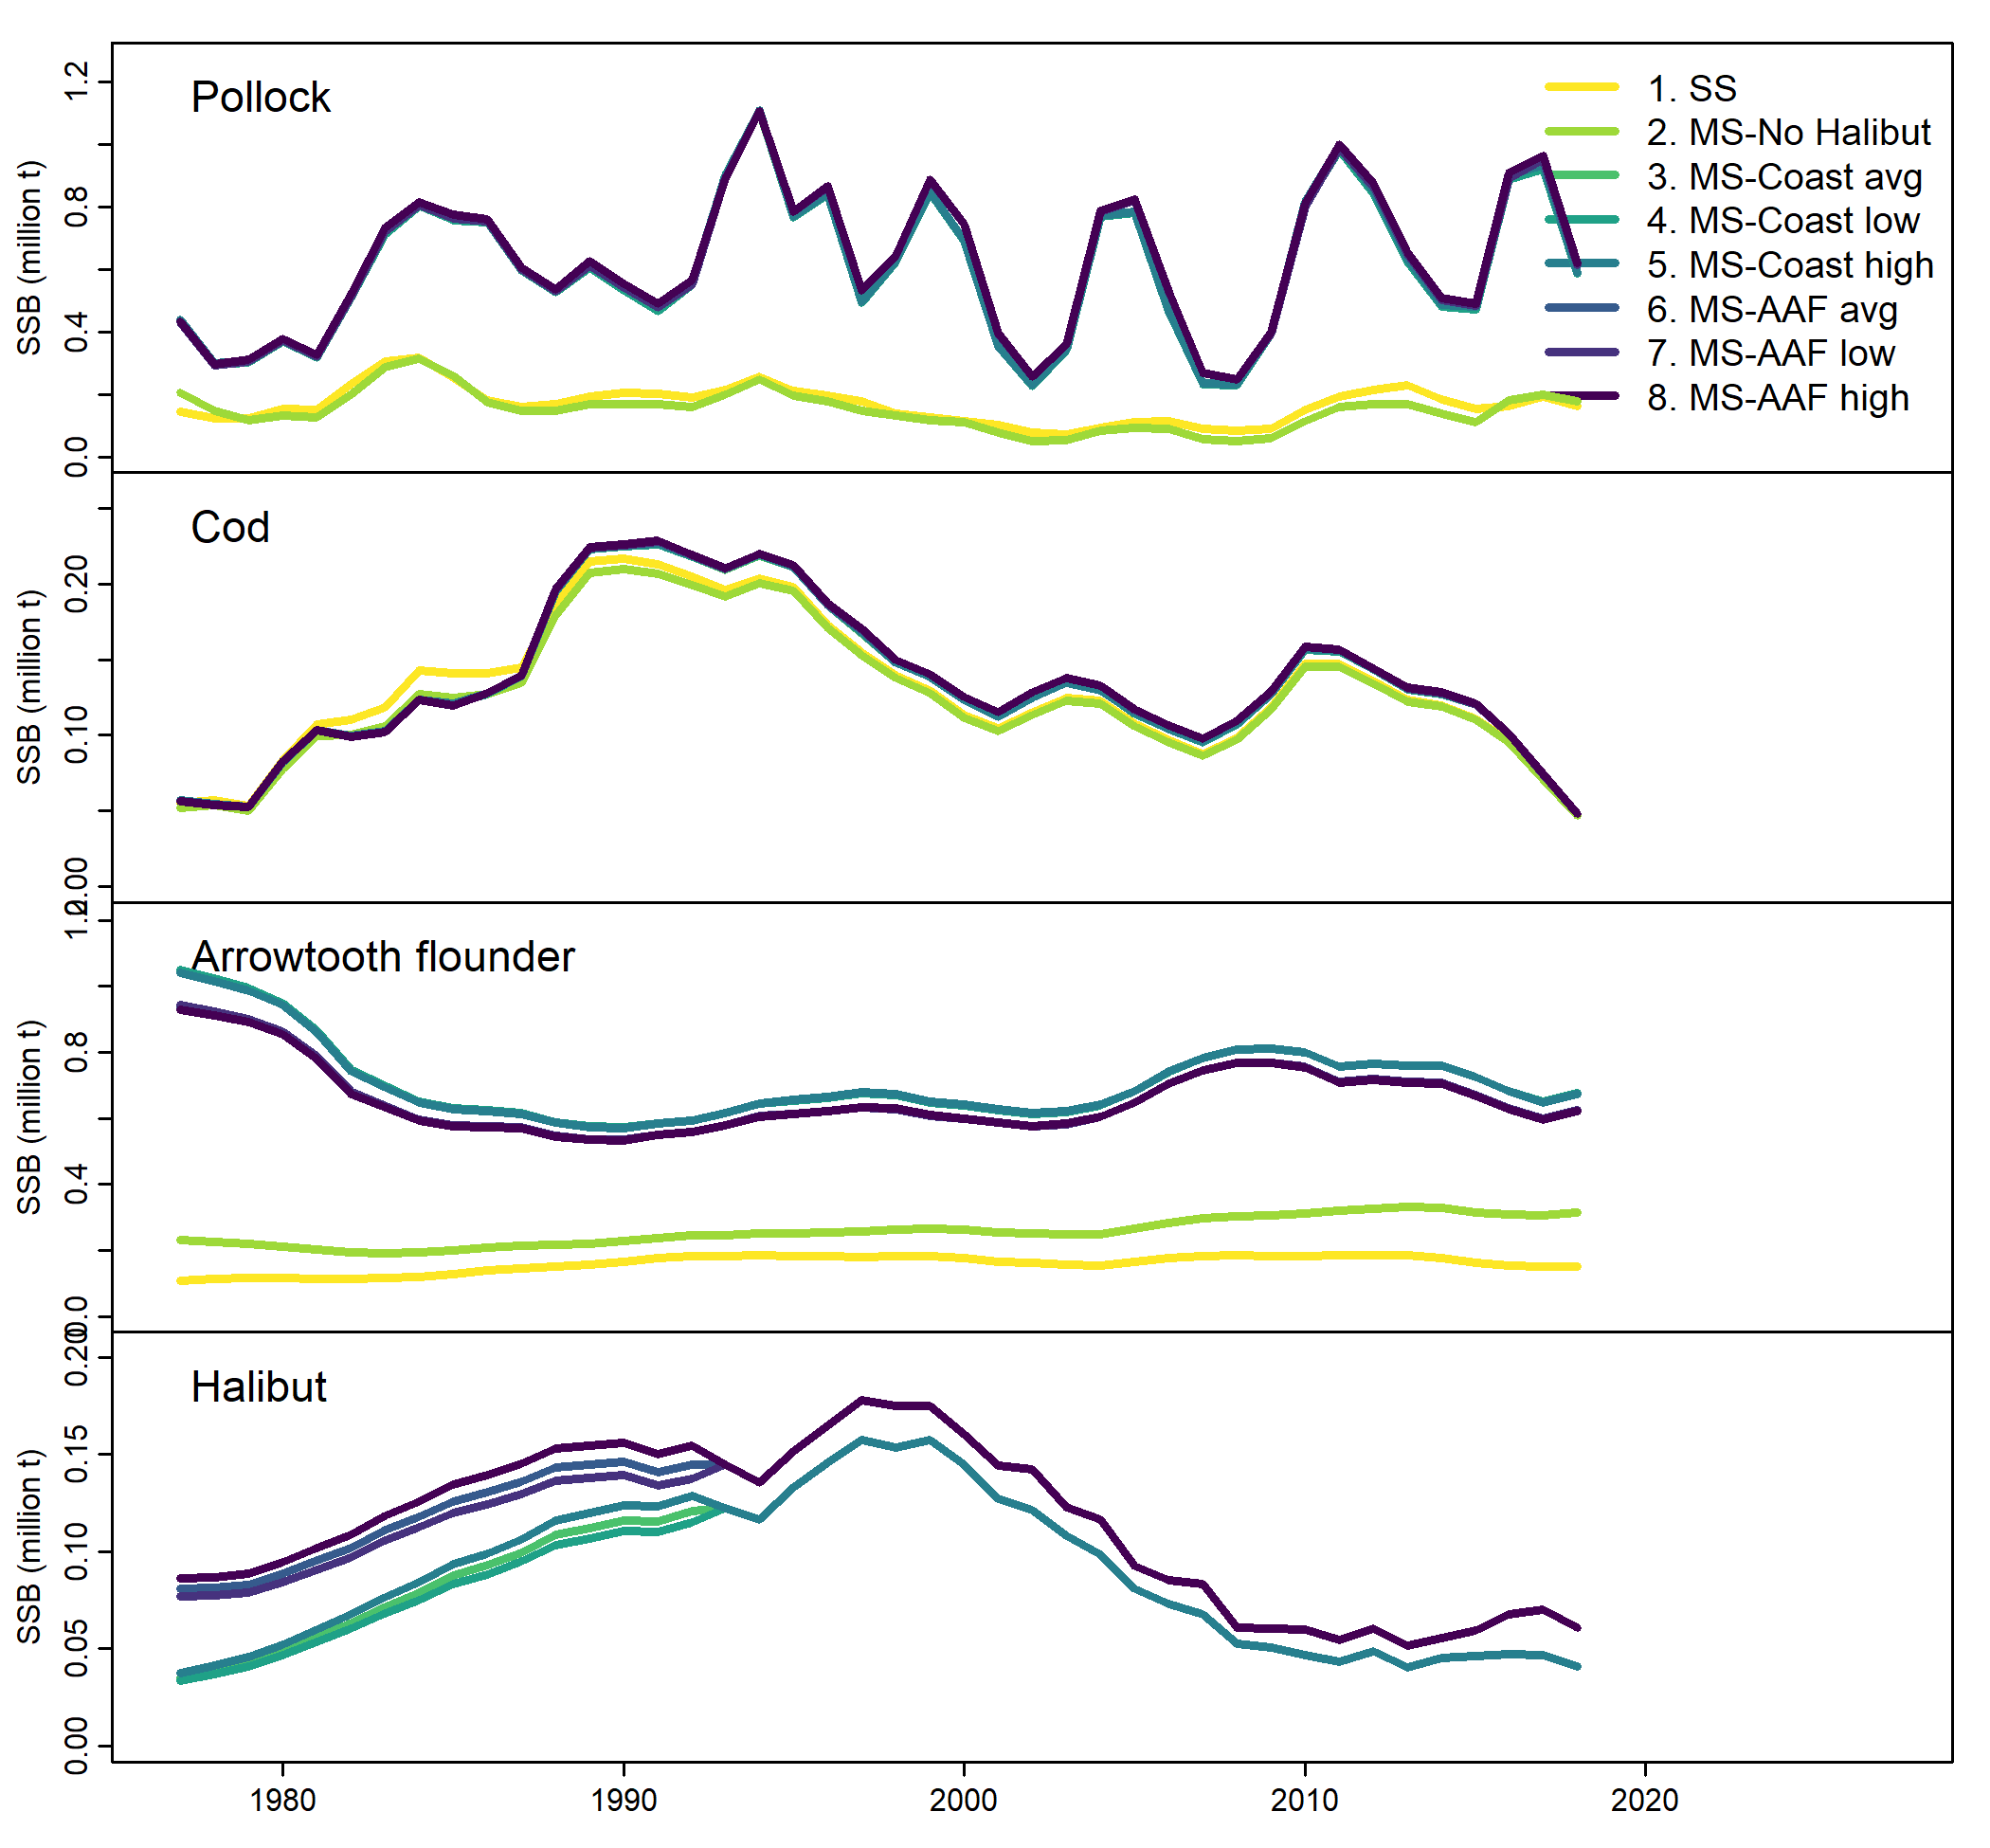 Pollock
SSB (million t)
1.2
0.8
0.4
0.0
1. SS
2. MS-No Halibut
3. MS-Coast avg
4. MS-Coast low
5. MS-Coast high
6. MS-AAF avg
7. MS-AAF low
8. MS-AAF high
Cod
SSB (million t)
0.20
0.10
0.00
Arrowtooth flounder
SSB (million t)
1.2
0.8
0.4
0.0
Halibut
SSB (million t)
0.20
0.15
0.10
0.05
0.00
1980
1990
2000
2010
2020